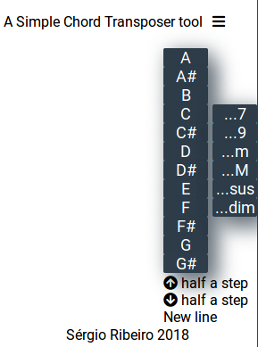 A Simple Chord Transposer tool
A
A#
B
C ...7
C# ...9
D ...m
D# ...M
E ...sus
F ...dim
F#
G
G#
half a step
half a step
New line
Sérgio Ribeiro 2018